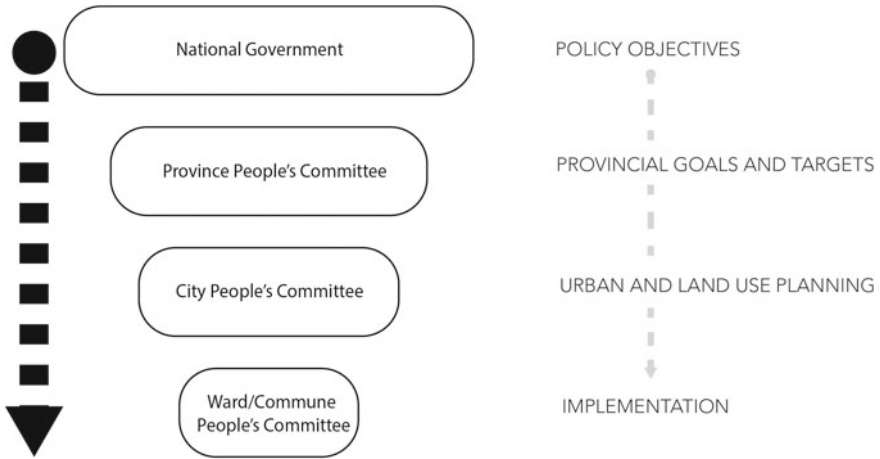 National Government
POLICY OBJECTIVES
Province People's Committee
PROVINCIAL GOALS AND TARGETS
City People's Committee
URBAN AND LAND USE PLANNING
Ward/Commune
People's Committee
IMPLEMENTATION